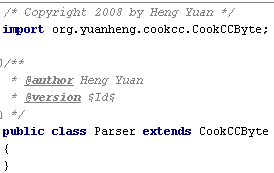 /* Copyright 2008 by Heng Yuan */
import org.yuanheng.cookcc.CookCCByte;
/**
* @author Heng Yuan
* @version $Id$
*/
public class Parser extends CookCCByte
{
}